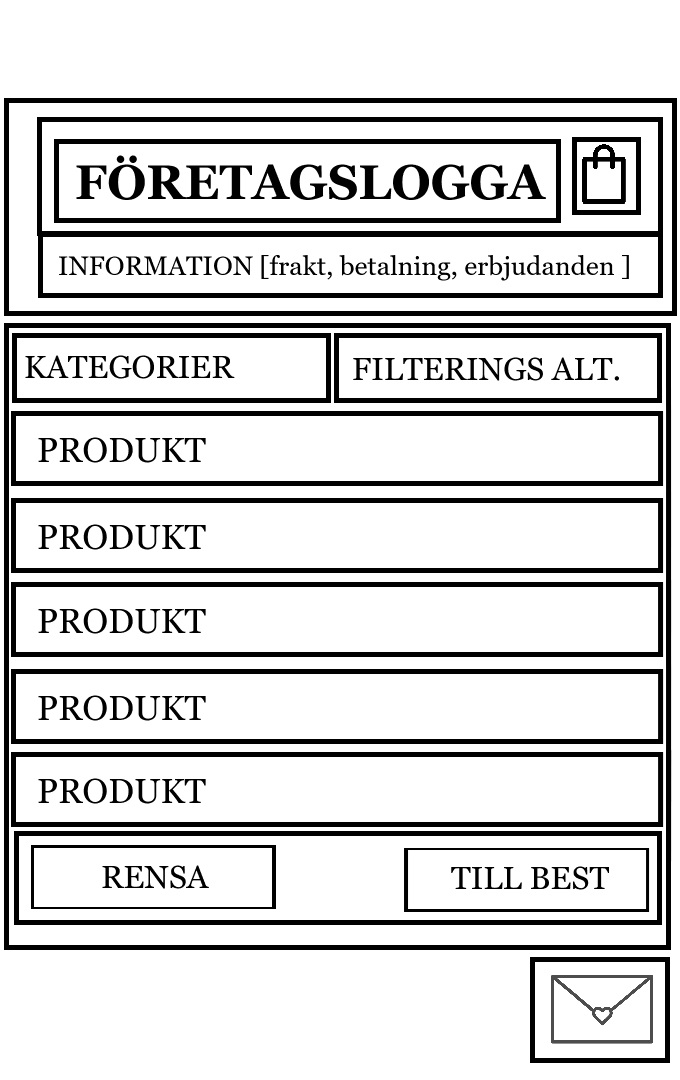 FÖRETAGSLOGGA
INFORMATION [frakt, betalning, erbjudanden ]
KATEGORIER
FILTERINGS ALT.
PRODUKT
PRODUKT
PRODUKT
PRODUKT
PRODUKT
RENSA
TILL BEST